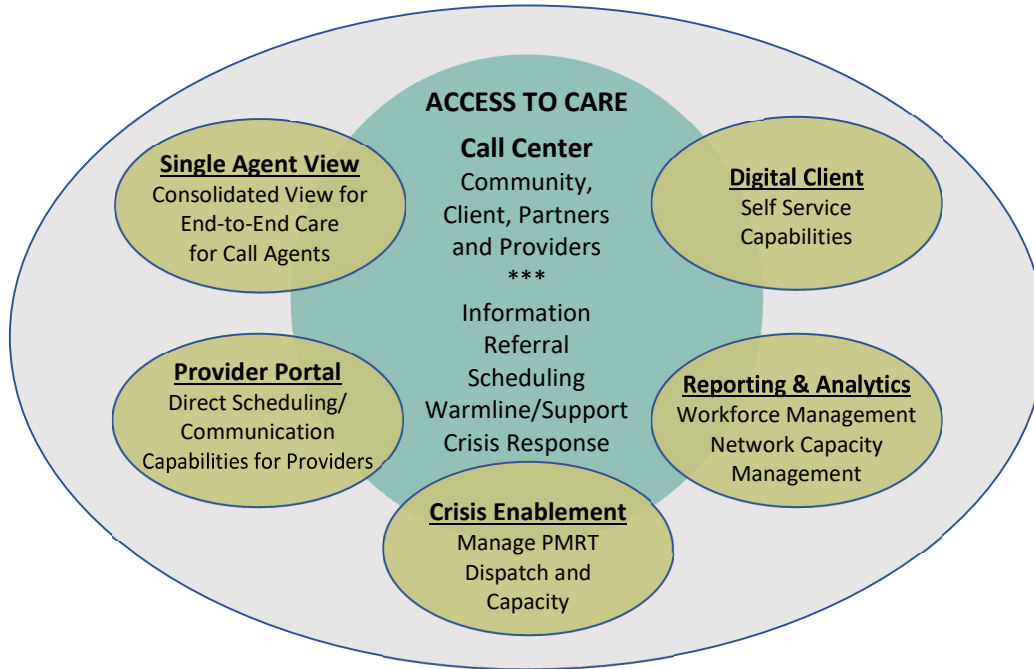 ACCESS TO CARE
Call Center
Community,
Client, Partners
and Providers
***
Information
Referral
Scheduling
Warmline/Support
Crisis Response
Single Agent View
Consolidated View for
End-to-End Care
for Call Agents
Digital Client
Self Service
Capabilities
Provider Portal
Direct Scheduling/
Communication
Capabilities for Providers
Reporting & Analytics
Workforce Management
Network Capacity
Management
Crisis Enablement
Manage PMRT
Dispatch and
Capacity